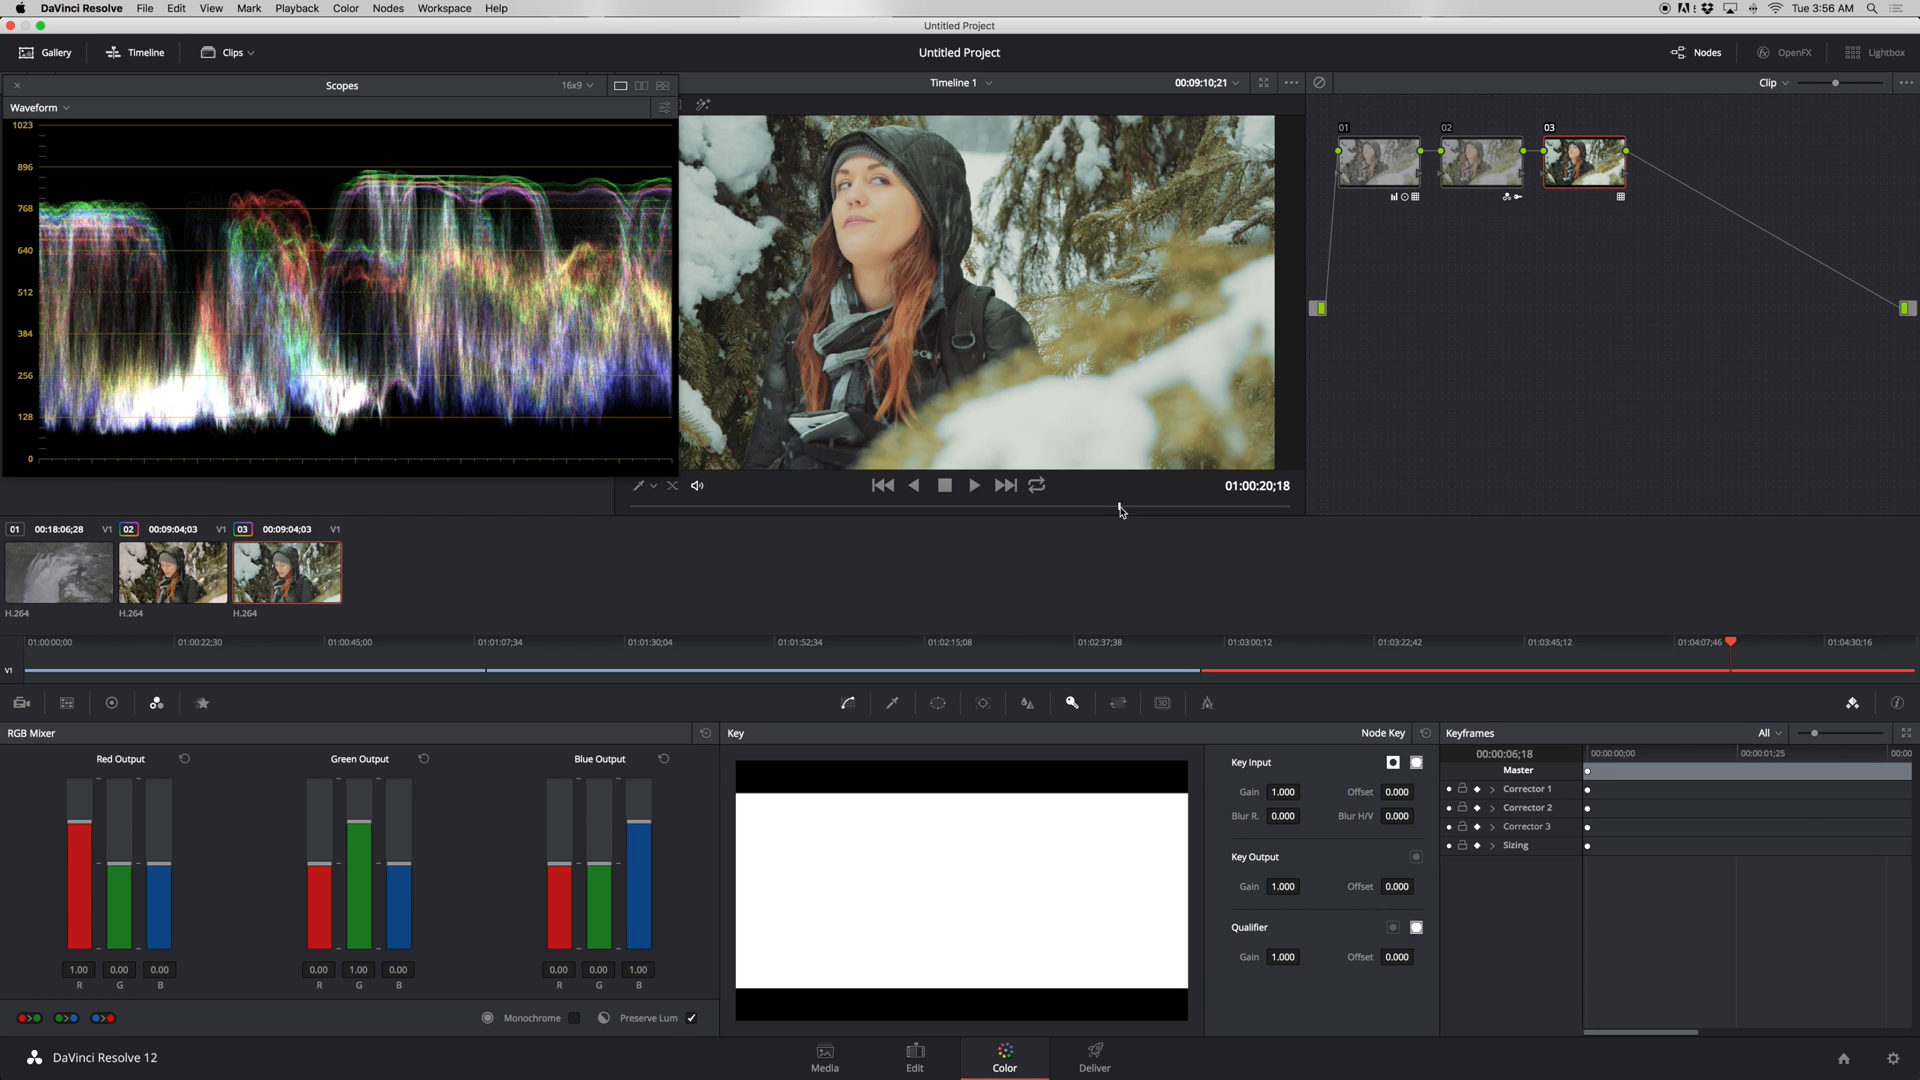 DaVinci Resolve File Edit View Mark Playback Color Nodes Workspace Help Tue 3:56 AM
Untitled Project
Gallery Timeline Clips Untitled Project Nodes OpenFX Lightbox
Scopes 16x9 Timeline 1 00:09:10;21 Clip
Waveform
1023
896
768
640
512
384
256
128
0
01 02 03
01:00:20;18
01 00:18:06;28 V1 02 00:09:04;03 V1 03 00:09:04;03 V1
H.264 H.264 H.264
01:00:00;00 01:00:22;30 01:00:45;00 01:01:07;34 01:01:30;04 01:01:52;34 01:02:15;08 01:02:37;38 01:03:00;12 01:03:22;42 01:03:45;12 01:04:07;46 01:04:30;16
V1
RGB Mixer Key Node Key Keyframes All
Red Output Green Output Blue Output
00:00:06;18 00:00:00;00 00:00:01;25 00:00
Key Input Master
Gain 1.000 Offset 0.000 Corrector 1
Blur R. 0.000 Blur H/V 0.000 Corrector 2
Corrector 3
Sizing
Key Output
Gain 1.000 Offset 0.000
Qualifier
Gain 1.000 Offset 0.000
1.00 0.00 0.00 0.00 1.00 0.00 0.00 0.00 1.00
R G B R G B R G B
Monochrome Preserve Lum
DaVinci Resolve 12 Media Edit Color Deliver